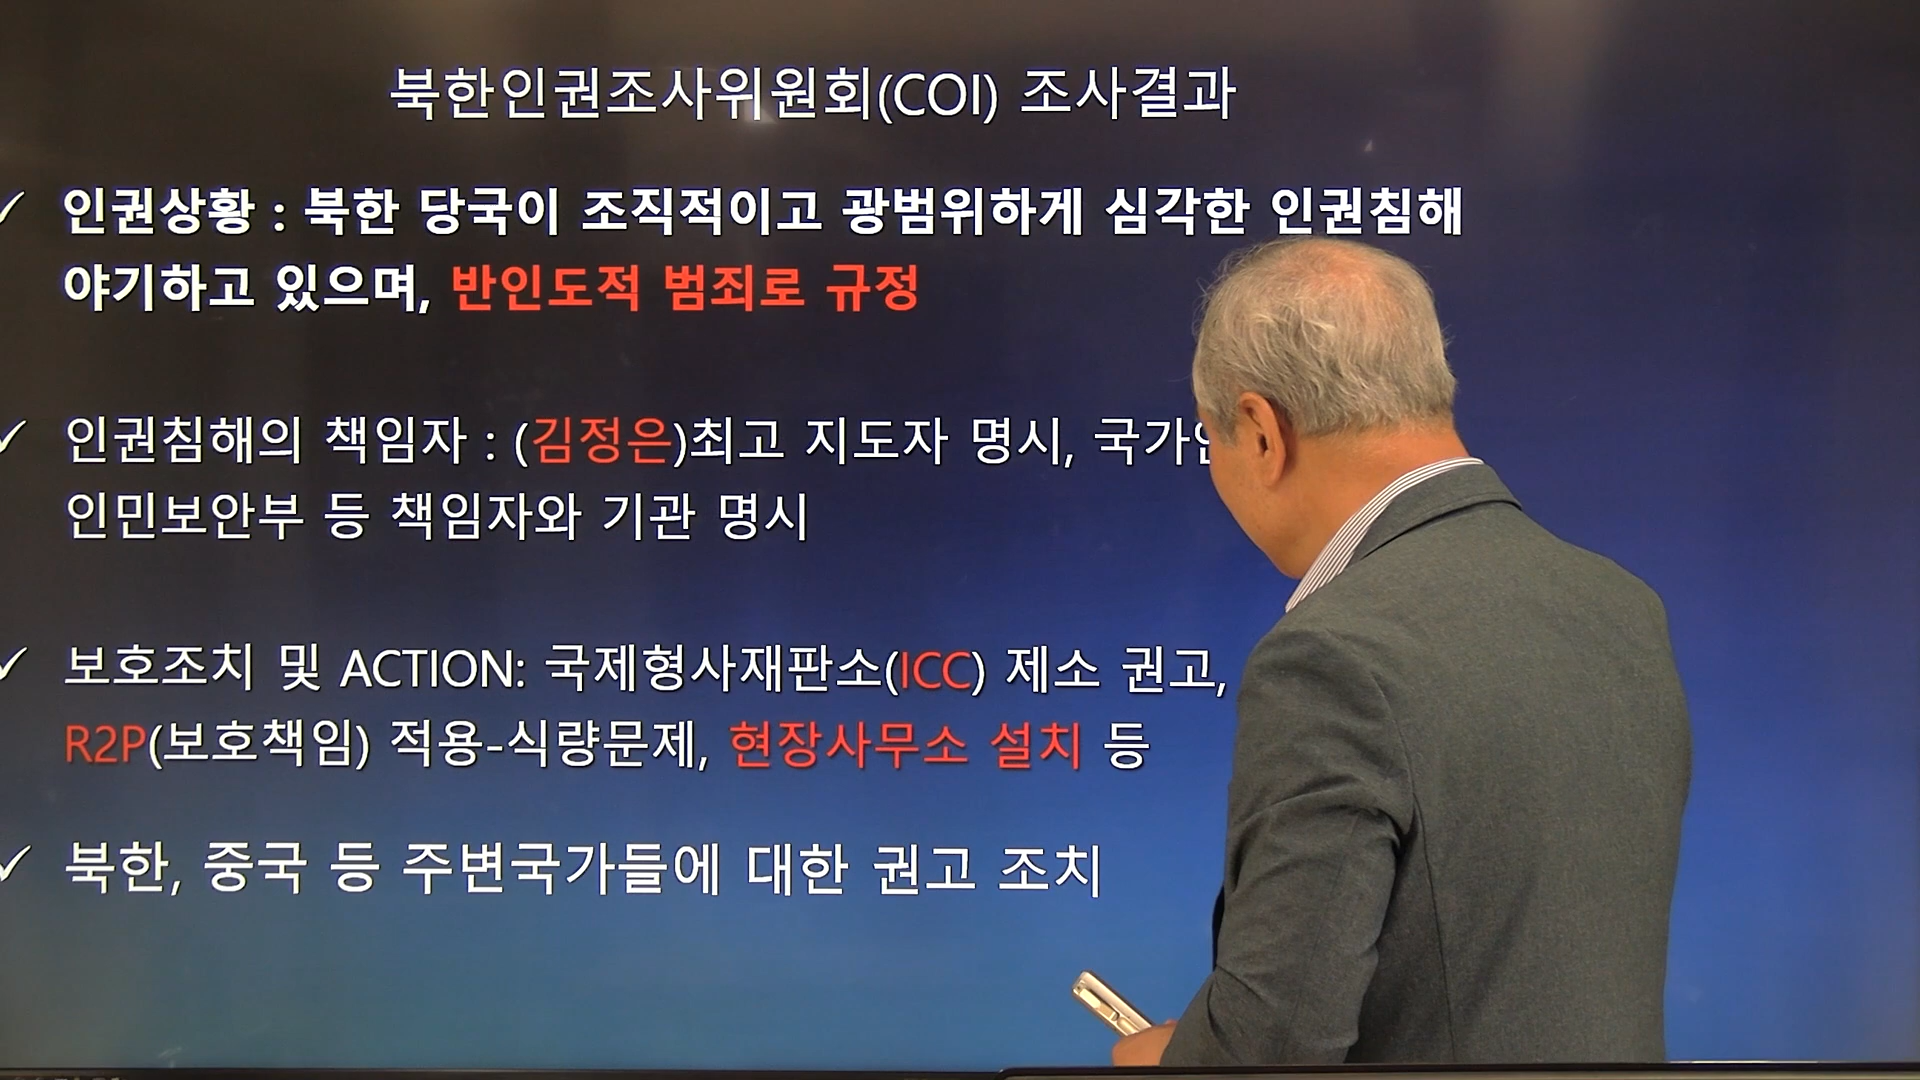 북한인권조사위원회(COI) 조사결과
✓ 인권상황 : 북한 당국이 조직적이고 광범위하게 심각한 인권침해
야기하고 있으며, 반인도적 범죄로 규정
✓ 인권침해의 책임자 : (김정은)최고 지도자 명시,
인민보안부 등 책임자와 기관 명시
✓ 보호조치 및 ACTION: 국제형사재판소(ICC) 제소 권고,
R2P(보호책임) 적용-식량문제, 현장사무소 설치 등
✓ 북한, 중국 등 주변국가들에 대한 권고 조치